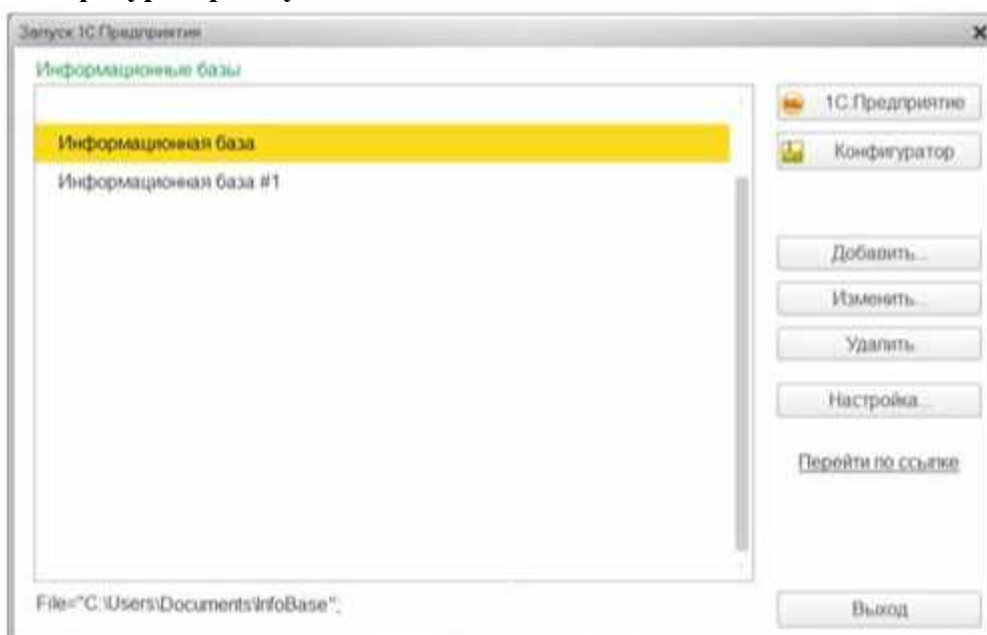 Запуск 1С:Предприятия
Информационные базы
Информационная база
Информационная база #1
1С:Предприятие
Конфигуратор
Добавить...
Изменить...
Удалить
Настройка...
Перейти по ссылке
File="C:\Users\Documents\InfoBase";
Выход